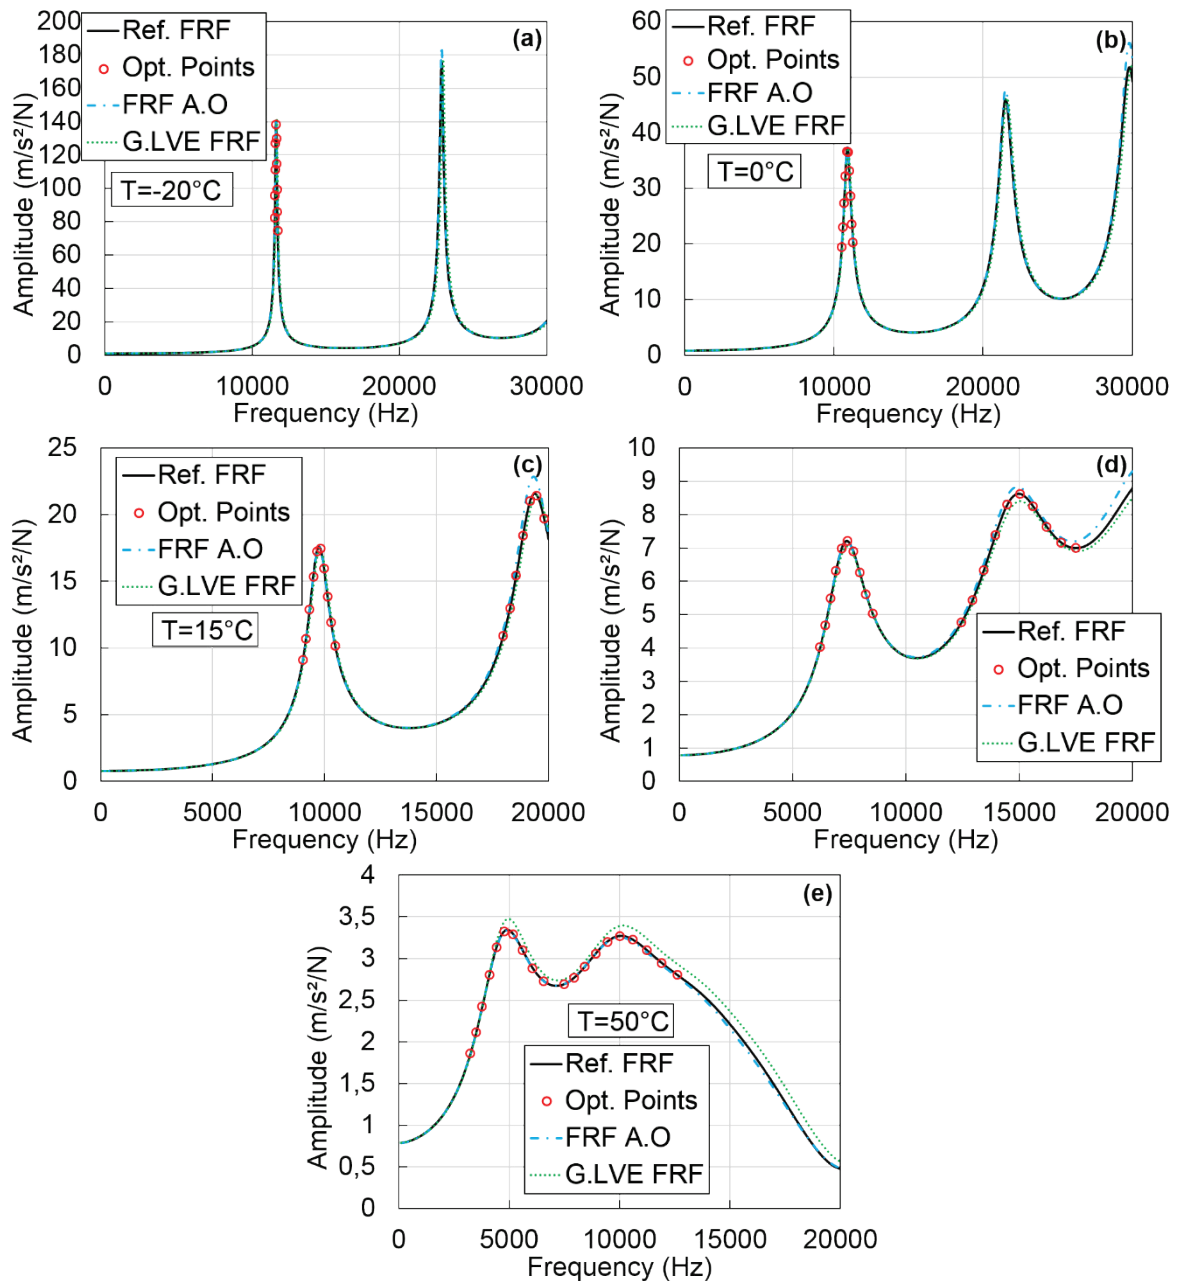 (a)
Amplitude (m/s²/N)
200
180
160
140
120
100
80
60
40
20
0
Ref. FRF
Opt. Points
FRF A.O
G.LVE FRF
T=-20°C
0 10000 20000 30000
Frequency (Hz)
(b)
Amplitude (m/s²/N)
60
50
40
30
20
10
0
Ref. FRF
Opt. Points
FRF A.O
G.LVE FRF
T=0°C
0 10000 20000 30000
Frequency (Hz)
(c)
Amplitude (m/s²/N)
25
20
15
10
5
0
Ref. FRF
Opt. Points
FRF A.O
G.LVE FRF
T=15°C
0 5000 10000 15000 20000
Frequency (Hz)
(d)
Amplitude (m/s²/N)
10
9
8
7
6
5
4
3
2
1
0
Ref. FRF
Opt. Points
FRF A.O
G.LVE FRF
0 5000 10000 15000 20000
Frequency (Hz)
(e)
Amplitude (m/s²/N)
4
3,5
3
2,5
2
1,5
1
0,5
0
T=50°C
Ref. FRF
Opt. Points
FRF A.O
G.LVE FRF
0 5000 10000 15000 20000
Frequency (Hz)